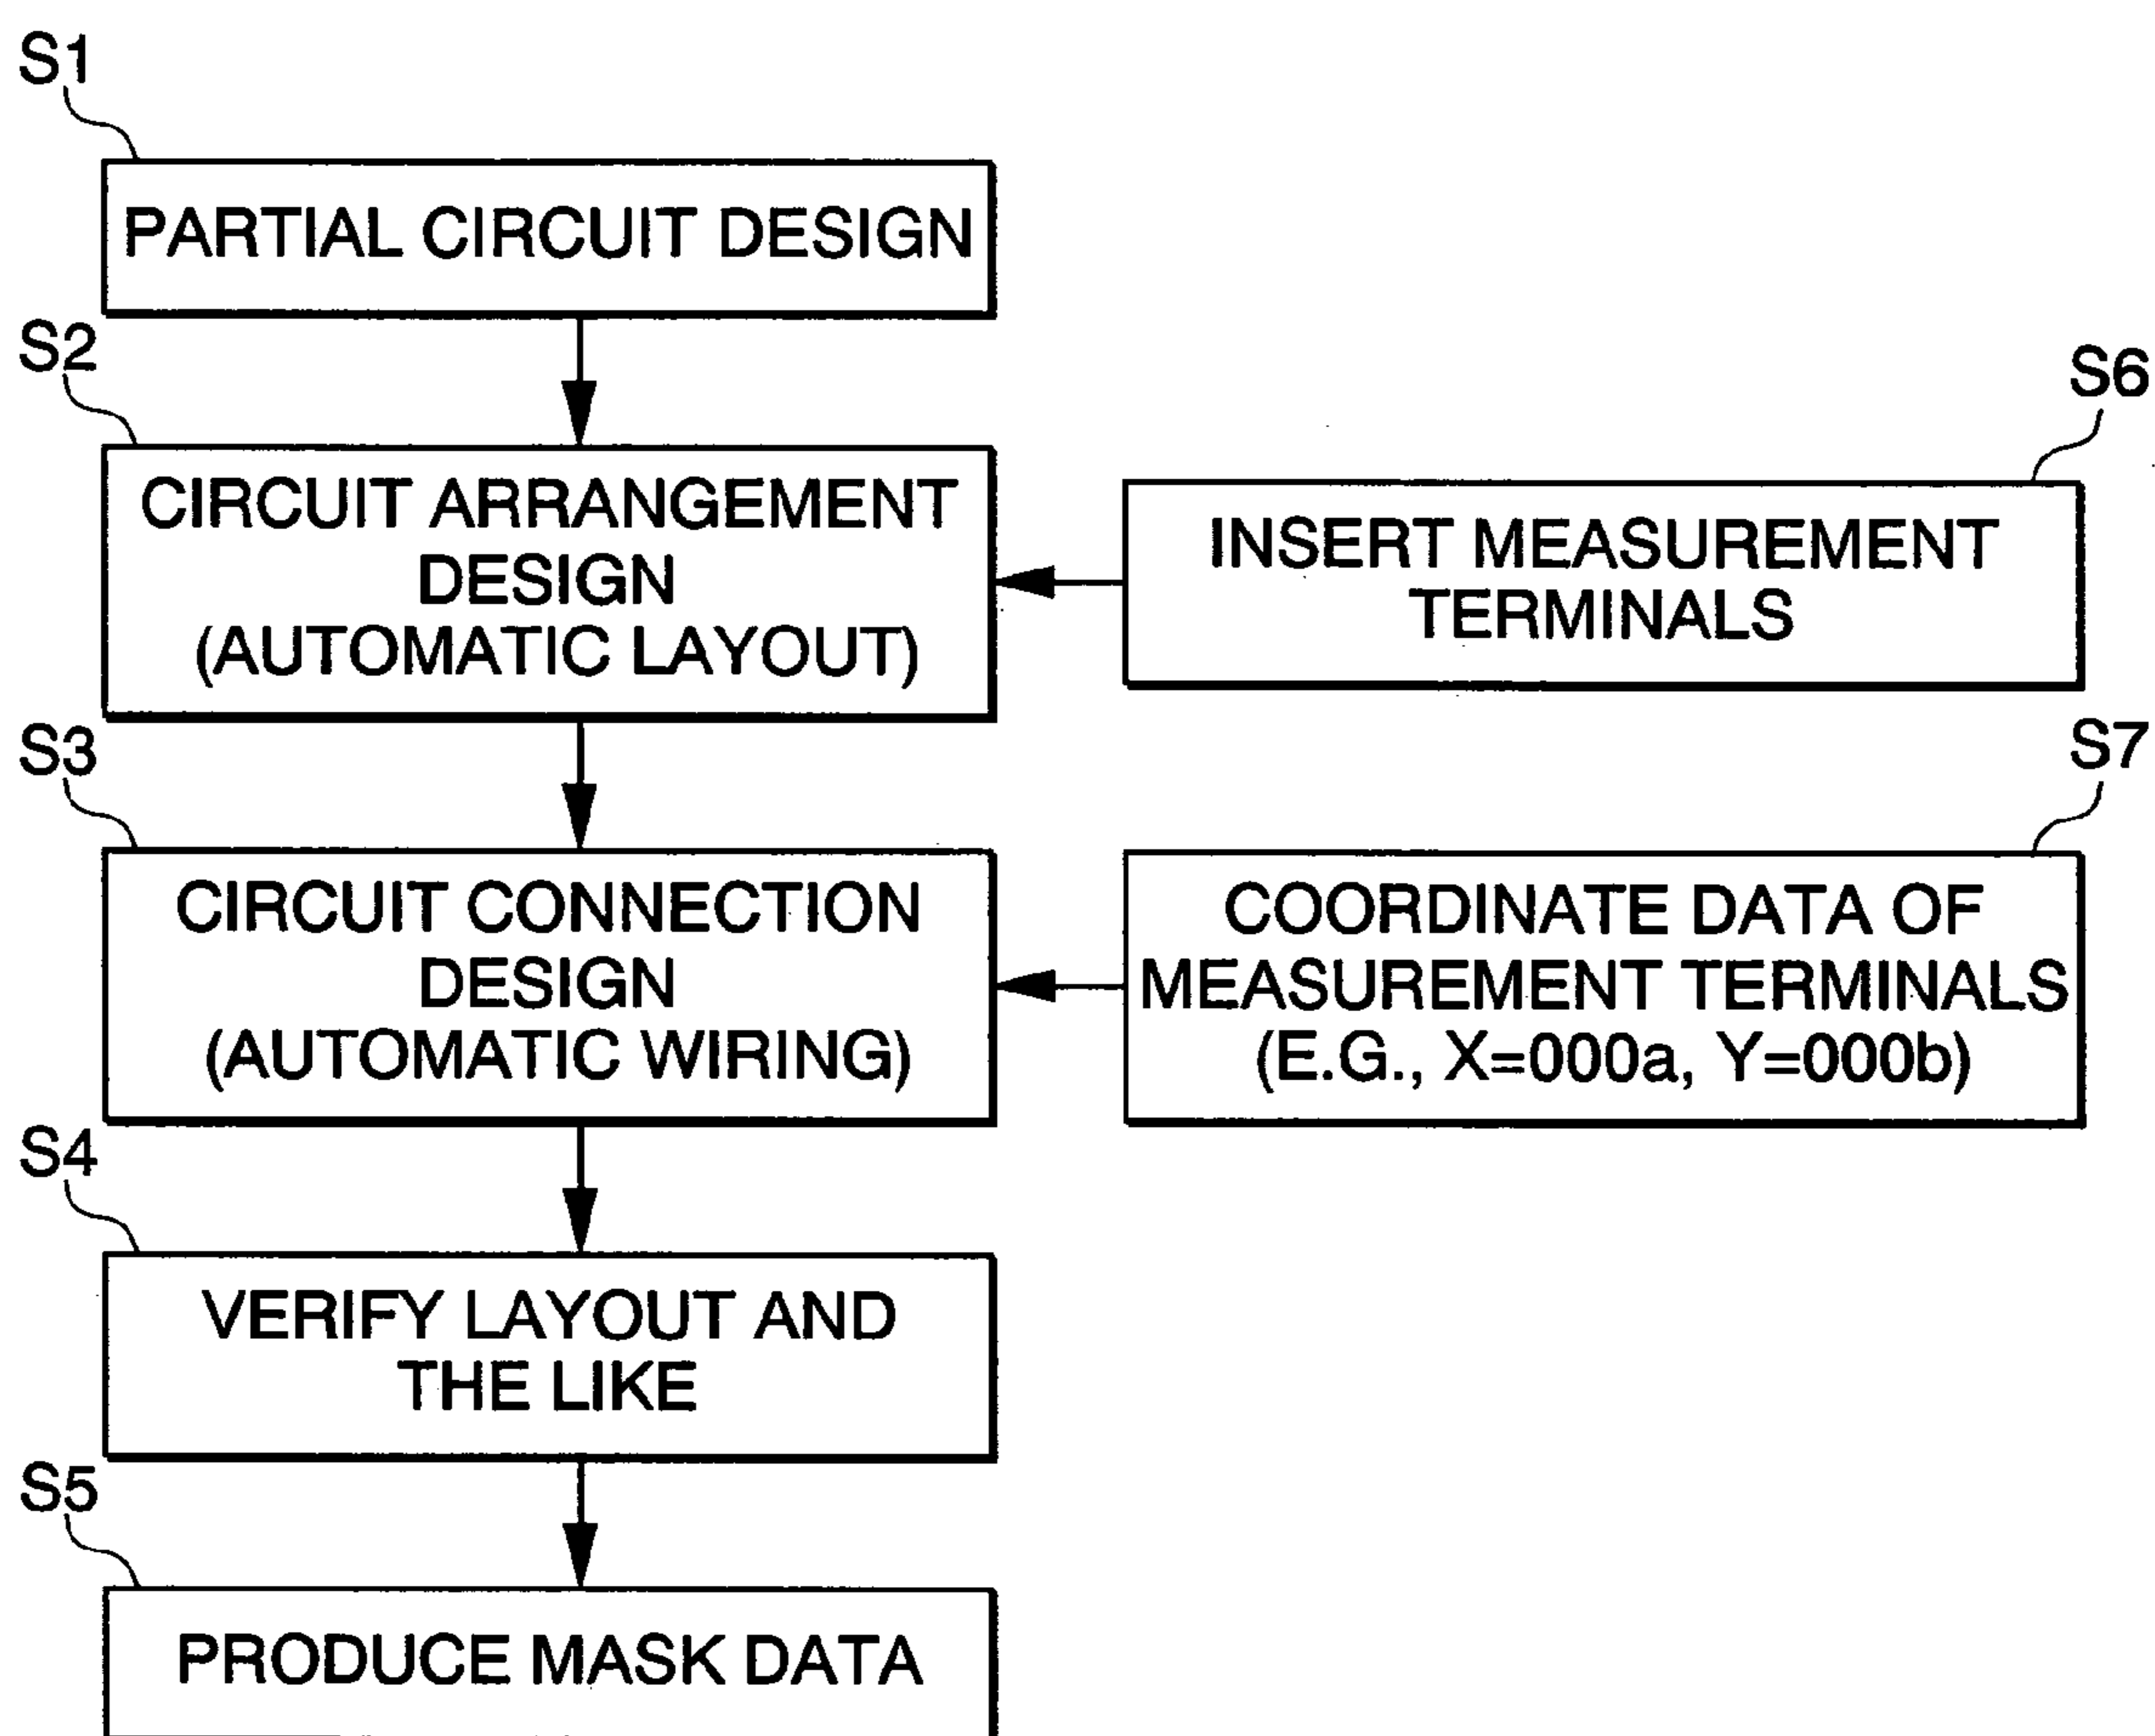 S1
PARTIAL CIRCUIT DESIGN
S2
CIRCUIT ARRANGEMENT
DESIGN
(AUTOMATIC LAYOUT)
S6
INSERT MEASUREMENT
TERMINALS
S3
CIRCUIT CONNECTION
DESIGN
(AUTOMATIC WIRING)
S7
COORDINATE DATA OF
MEASUREMENT TERMINALS
(E.G., X=000a, Y=000b)
S4
VERIFY LAYOUT AND
THE LIKE
S5
PRODUCE MASK DATA